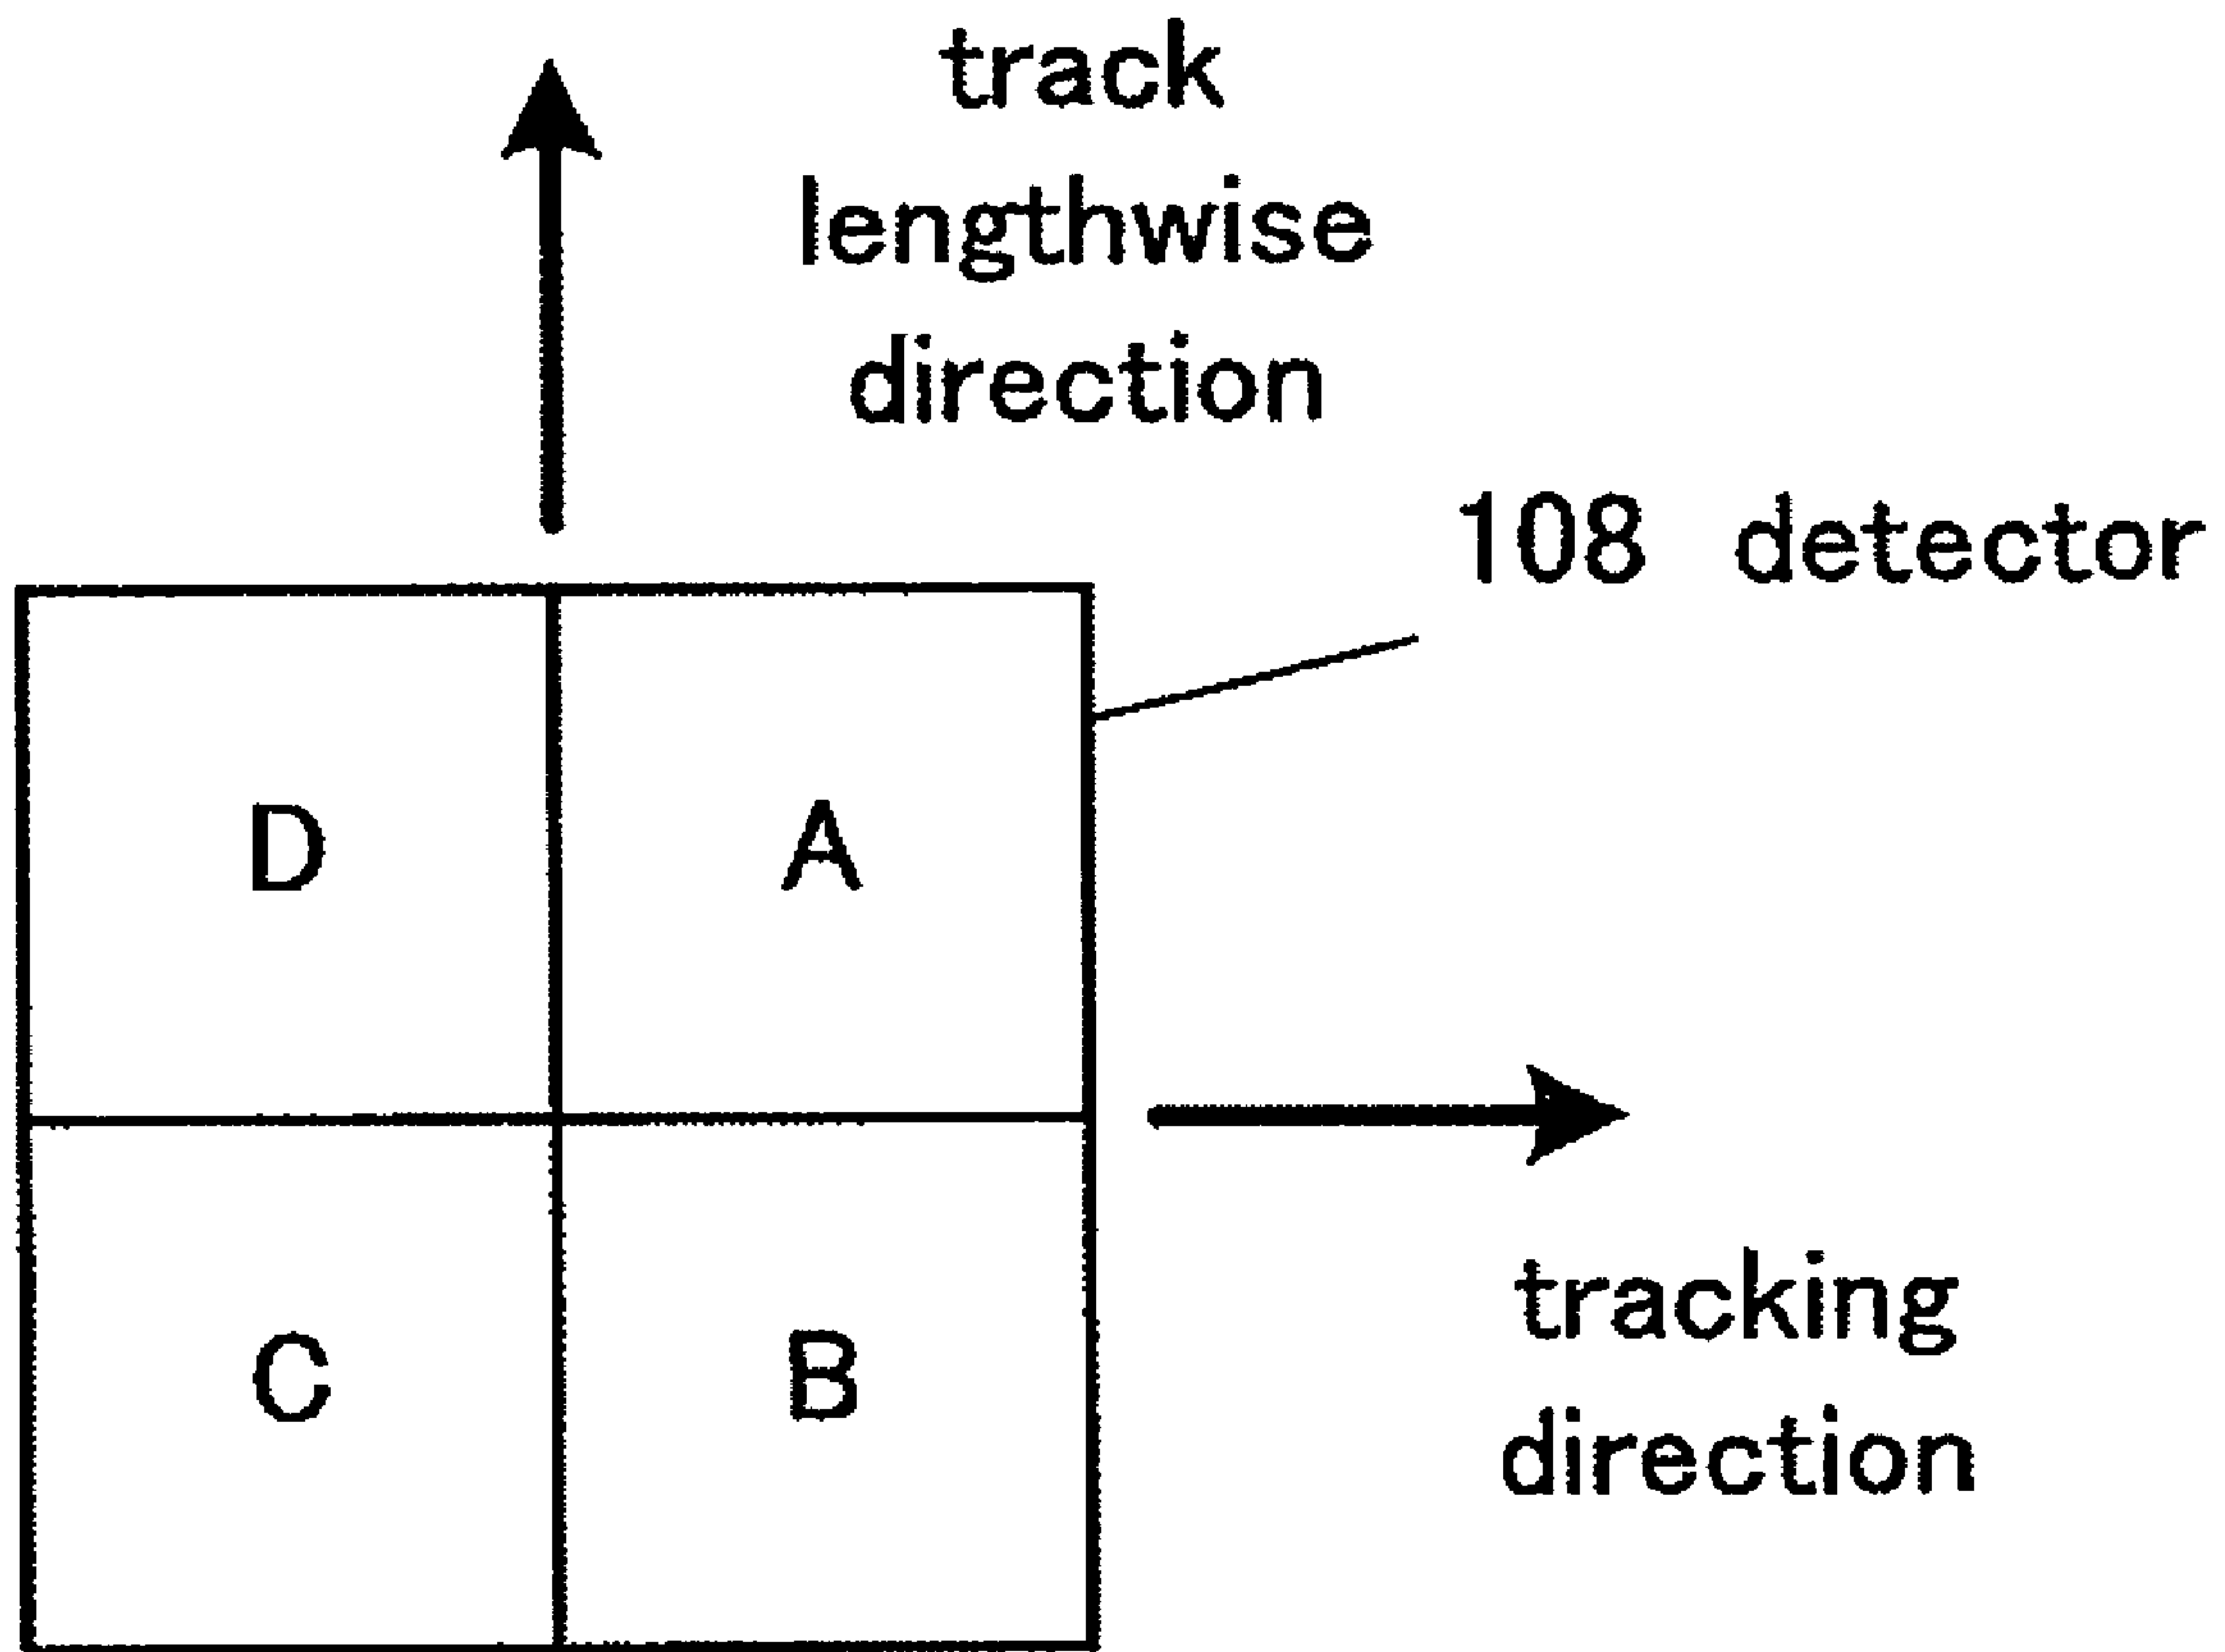 track
lengthwise
direction
108 detector
D A
C B
tracking
direction